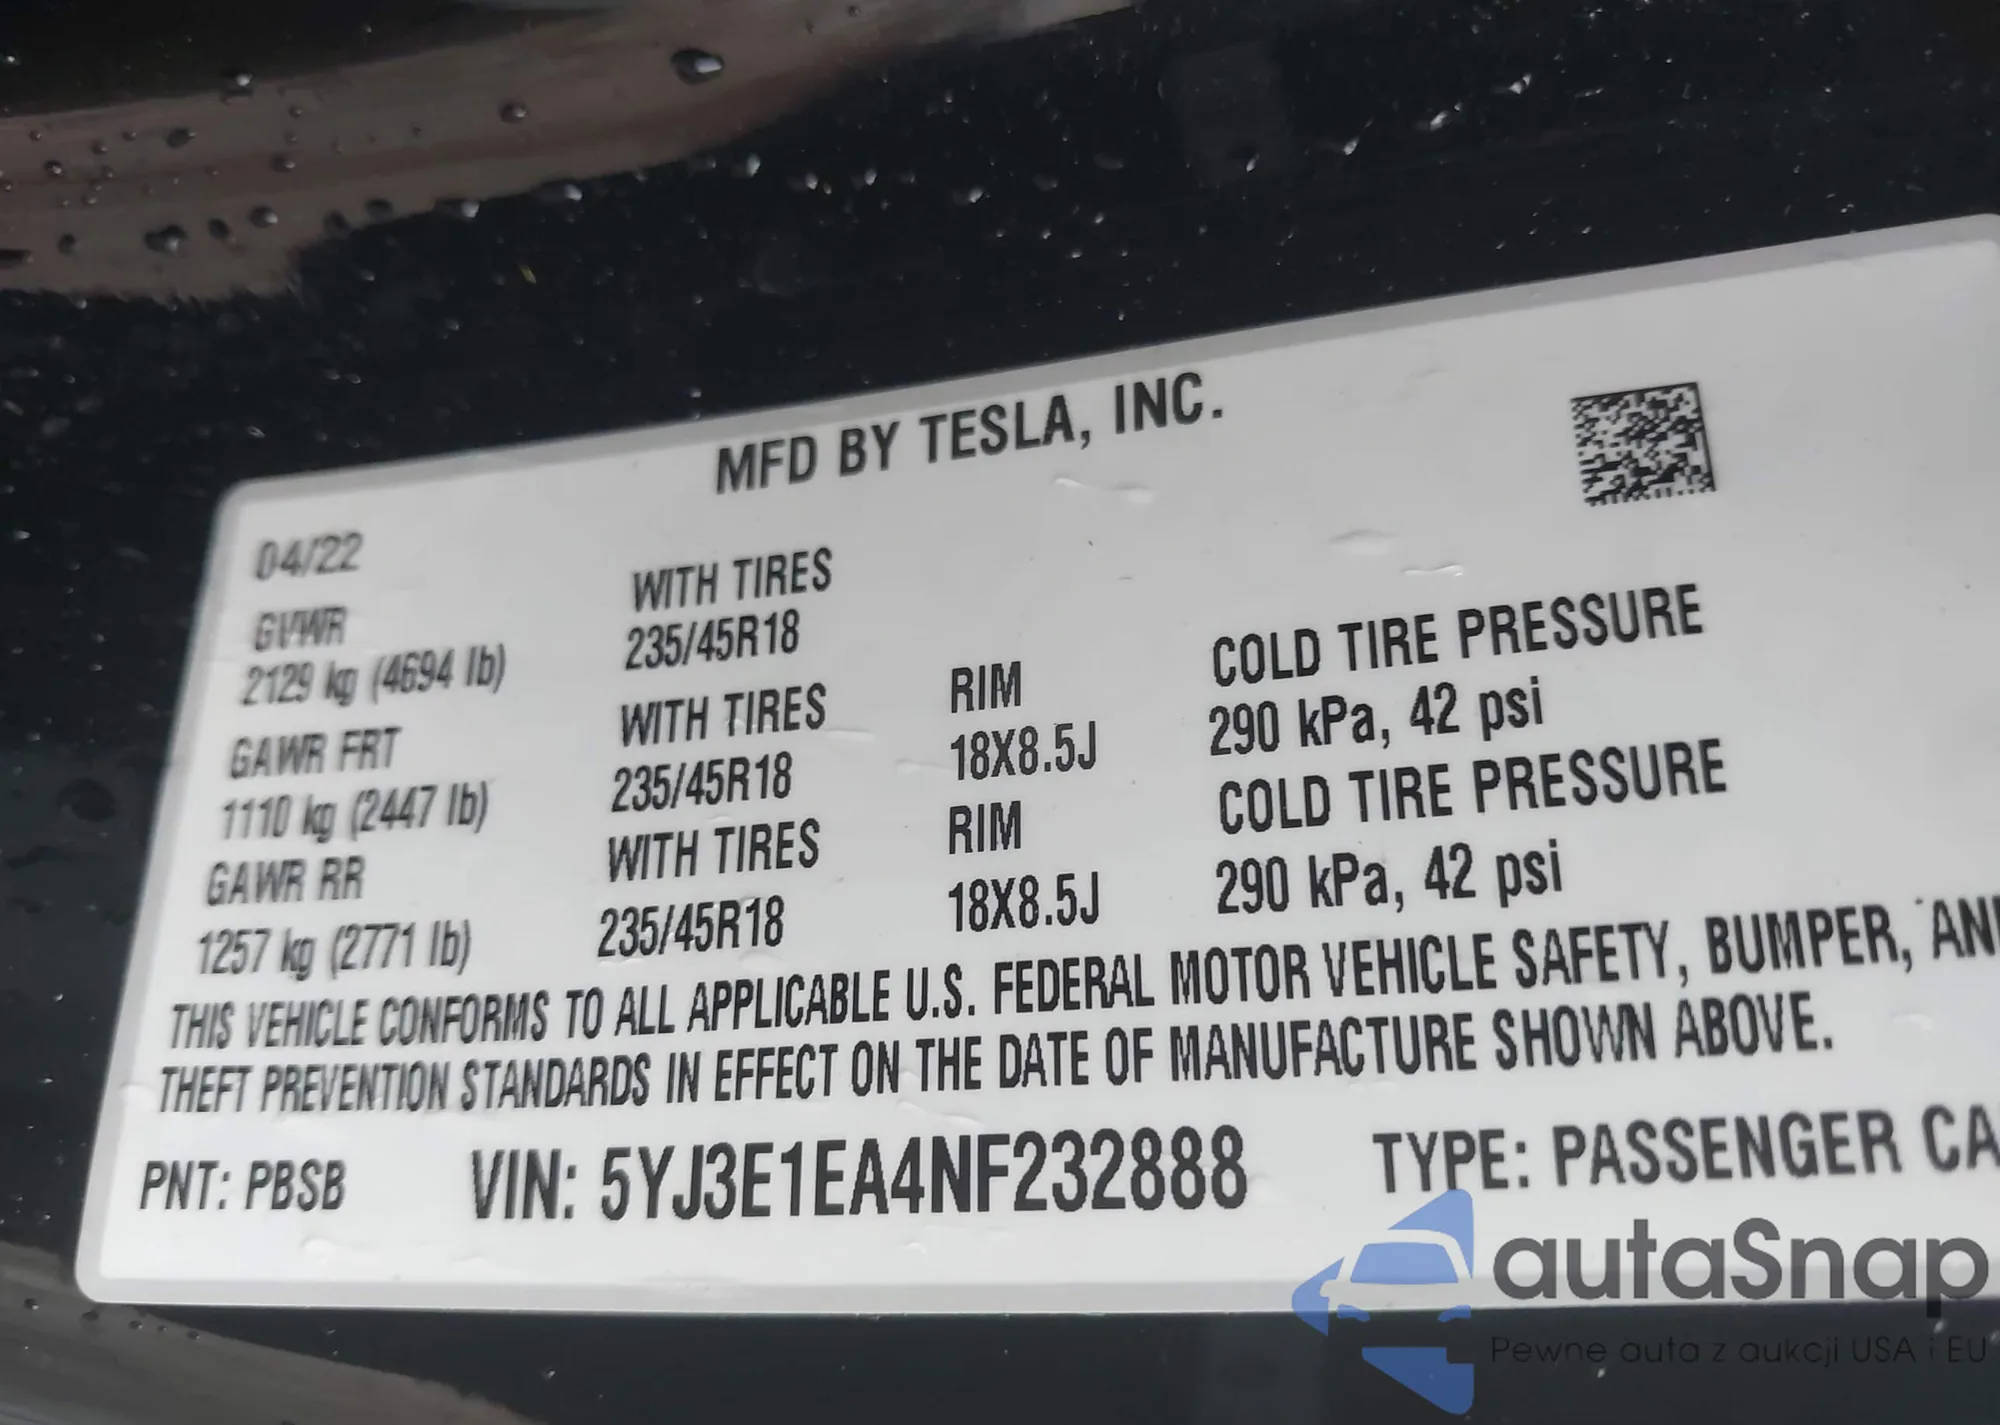 MFD BY TESLA, INC.
04/22
GVWR
2129 kg (4694 lb)
WITH TIRES
235/45R18
GAWR FRT
1110 kg (2447 lb)
WITH TIRES
235/45R18
RIM
18X8.5J
COLD TIRE PRESSURE
290 kPa, 42 psi
GAWR RR
1257 kg (2771 lb)
WITH TIRES
235/45R18
RIM
18X8.5J
COLD TIRE PRESSURE
290 kPa, 42 psi
THIS VEHICLE CONFORMS TO ALL APPLICABLE U.S. FEDERAL MOTOR VEHICLE SAFETY, BUMPER, AN
THEFT PREVENTION STANDARDS IN EFFECT ON THE DATE OF MANUFACTURE SHOWN ABOVE.
PNT: PBSB VIN: 5YJ3E1EA4NF232888 TYPE: PASSENGER CA
autaSnap
Pewne auta z aukcji USA i EU